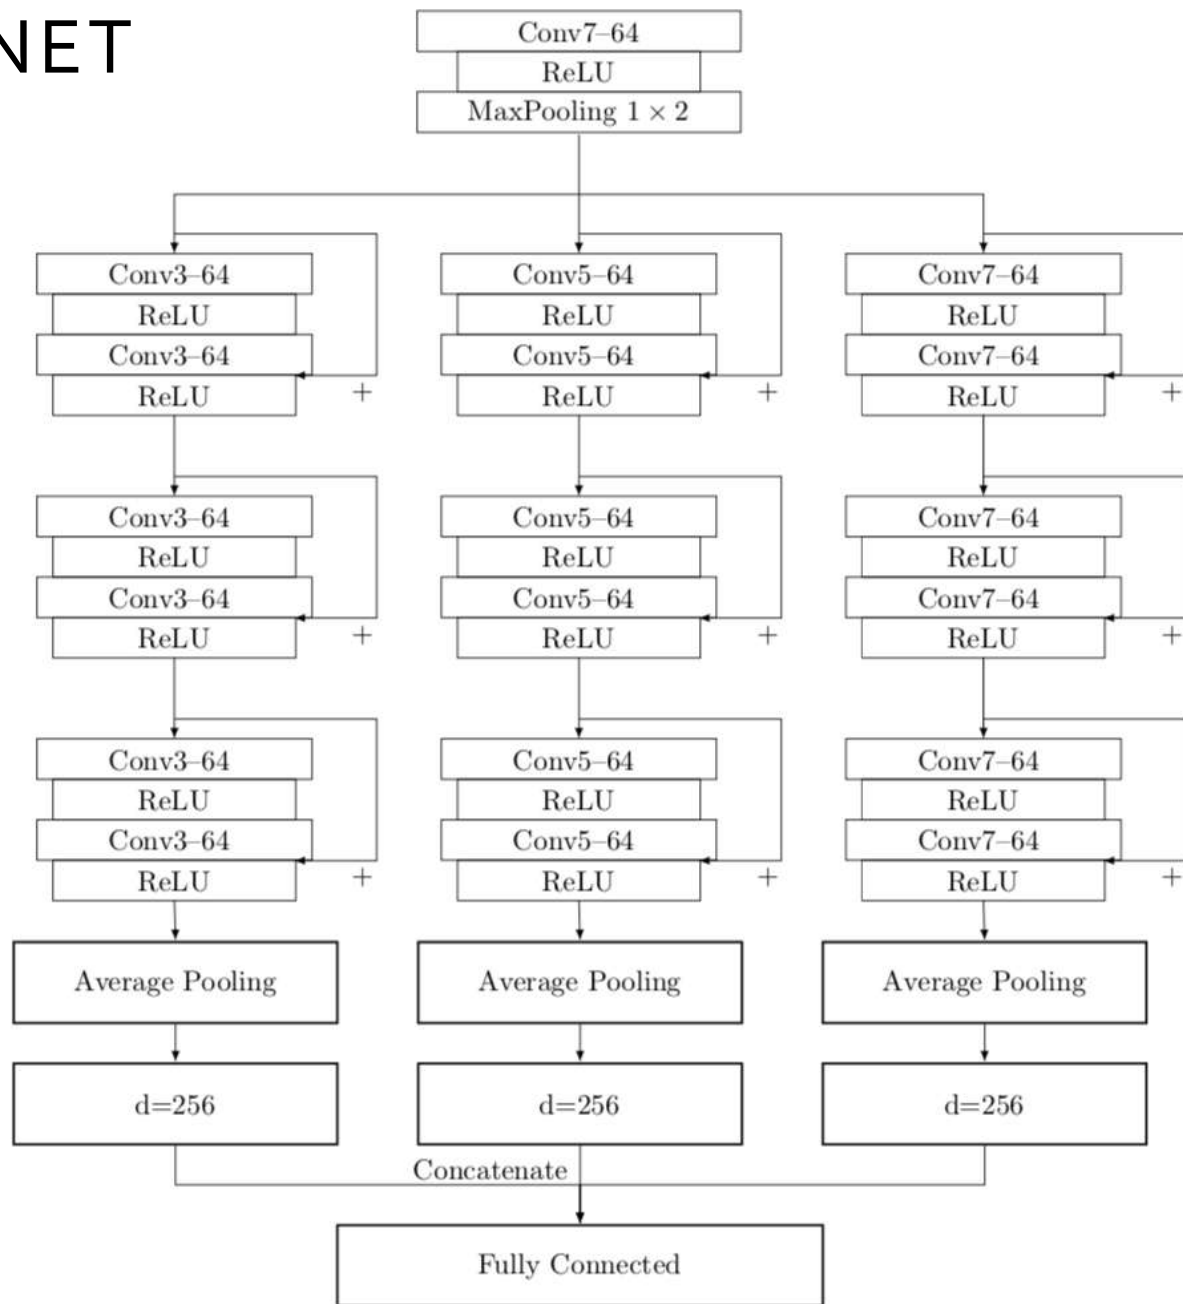 NET
Conv7–64
ReLU
MaxPooling 1 × 2
Conv3–64
ReLU
Conv3–64
ReLU
+
Conv3–64
ReLU
Conv3–64
ReLU
+
Conv3–64
ReLU
Conv3–64
ReLU
+
Average Pooling
d=256
Conv5–64
ReLU
Conv5–64
ReLU
+
Conv5–64
ReLU
Conv5–64
ReLU
+
Conv5–64
ReLU
Conv5–64
ReLU
+
Average Pooling
d=256
Conv7–64
ReLU
Conv7–64
ReLU
+
Conv7–64
ReLU
Conv7–64
ReLU
+
Conv7–64
ReLU
Conv7–64
ReLU
+
Average Pooling
d=256
Concatenate
Fully Connected